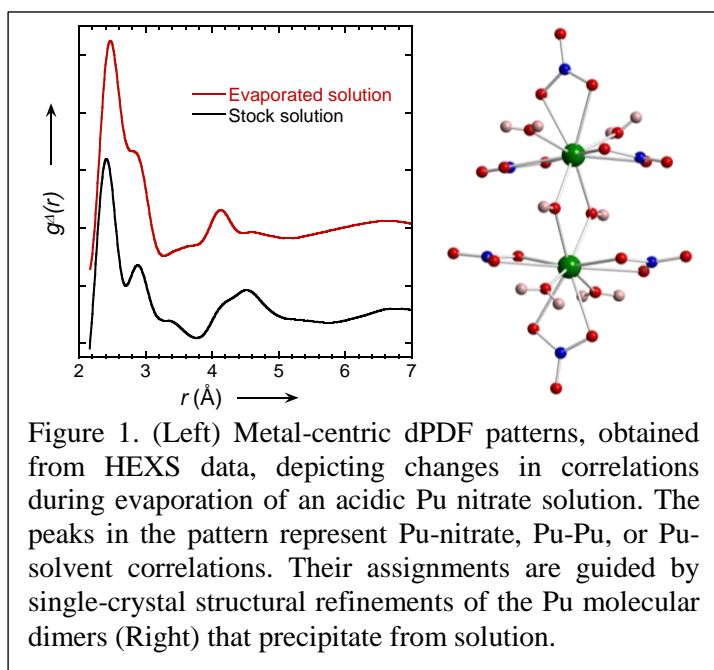 Evaporated solution
Stock solution
g^Δ(r)
2 3 4 5 6 7
r (Å)
Figure 1. (Left) Metal-centric dPDF patterns, obtained
from HEXS data, depicting changes in correlations
during evaporation of an acidic Pu nitrate solution. The
peaks in the pattern represent Pu-nitrate, Pu-Pu, or Pu-
solvent correlations. Their assignments are guided by
single-crystal structural refinements of the Pu molecular
dimers (Right) that precipitate from solution.